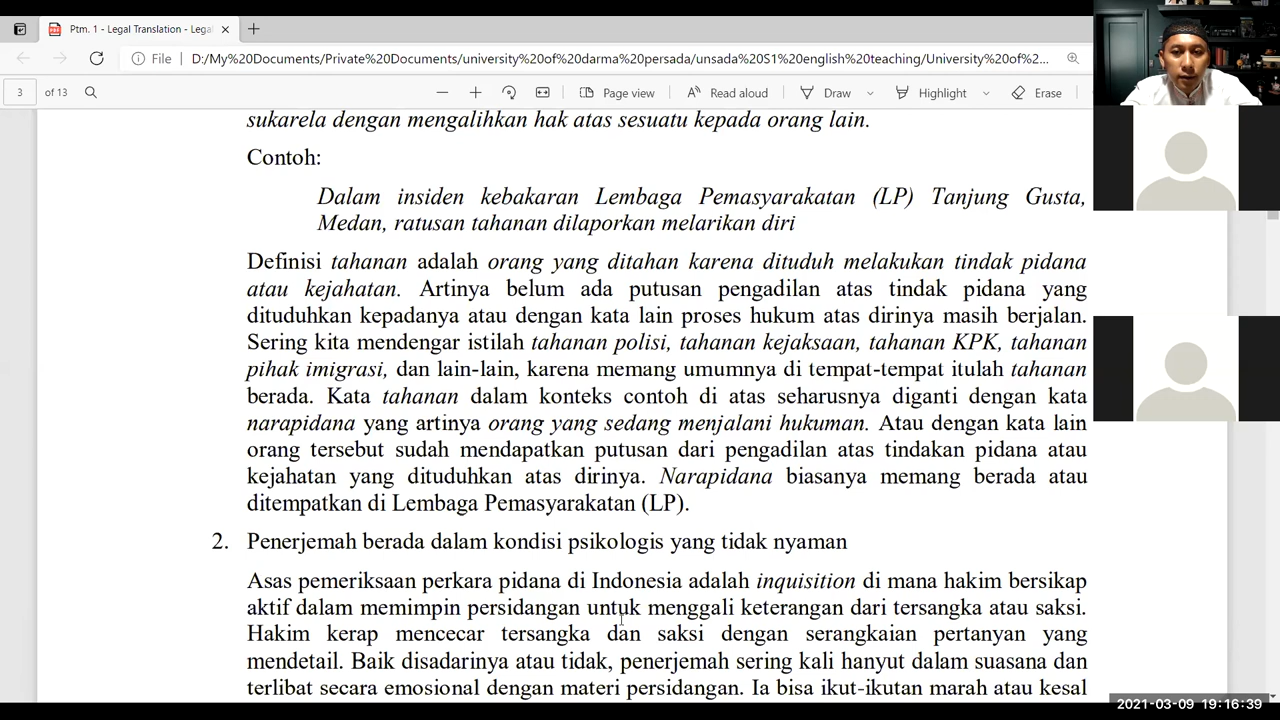 Ptm. 1 - Legal Translation - Lega
File
D:/My%20Documents/Private%20Documents/university%20of%20darma%20persada/unsada%20S1%20english%20teaching/University%20of%2...
3 of 13
Page view
Read aloud
Draw
Highlight
Erase
sukarela dengan mengalihkan hak atas sesuatu kepada orang lain.
Contoh:
Dalam insiden kebakaran Lembaga Pemasyarakatan (LP) Tanjung Gusta,
Medan, ratusan tahanan dilaporkan melarikan diri
Definisi tahanan adalah orang yang ditahan karena dituduh melakukan tindak pidana
atau kejahatan. Artinya belum ada putusan pengadilan atas tindak pidana yang
dituduhkan kepadanya atau dengan kata lain proses hukum atas dirinya masih berjalan.
Sering kita mendengar istilah tahanan polisi, tahanan kejaksaan, tahanan KPK, tahanan
pihak imigrasi, dan lain-lain, karena memang umumnya di tempat-tempat itulah tahanan
berada. Kata tahanan dalam konteks contoh di atas seharusnya diganti dengan kata
narapidana yang artinya orang yang sedang menjalani hukuman. Atau dengan kata lain
orang tersebut sudah mendapatkan putusan dari pengadilan atas tindakan pidana atau
kejahatan yang dituduhkan atas dirinya. Narapidana biasanya memang berada atau
ditempatkan di Lembaga Pemasyarakatan (LP).
2. Penerjemah berada dalam kondisi psikologis yang tidak nyaman
Asas pemeriksaan perkara pidana di Indonesia adalah inquisition di mana hakim bersikap
aktif dalam memimpin persidangan untuk menggali keterangan dari tersangka atau saksi.
Hakim kerap mencecar tersangka dan saksi dengan serangkaian pertanyan yang
mendetail. Baik disadarinya atau tidak, penerjemah sering kali hanyut dalam suasana dan
terlibat secara emosional dengan materi persidangan. Ia bisa ikut-ikutan marah atau kesal
2021-03-09 19:16:39